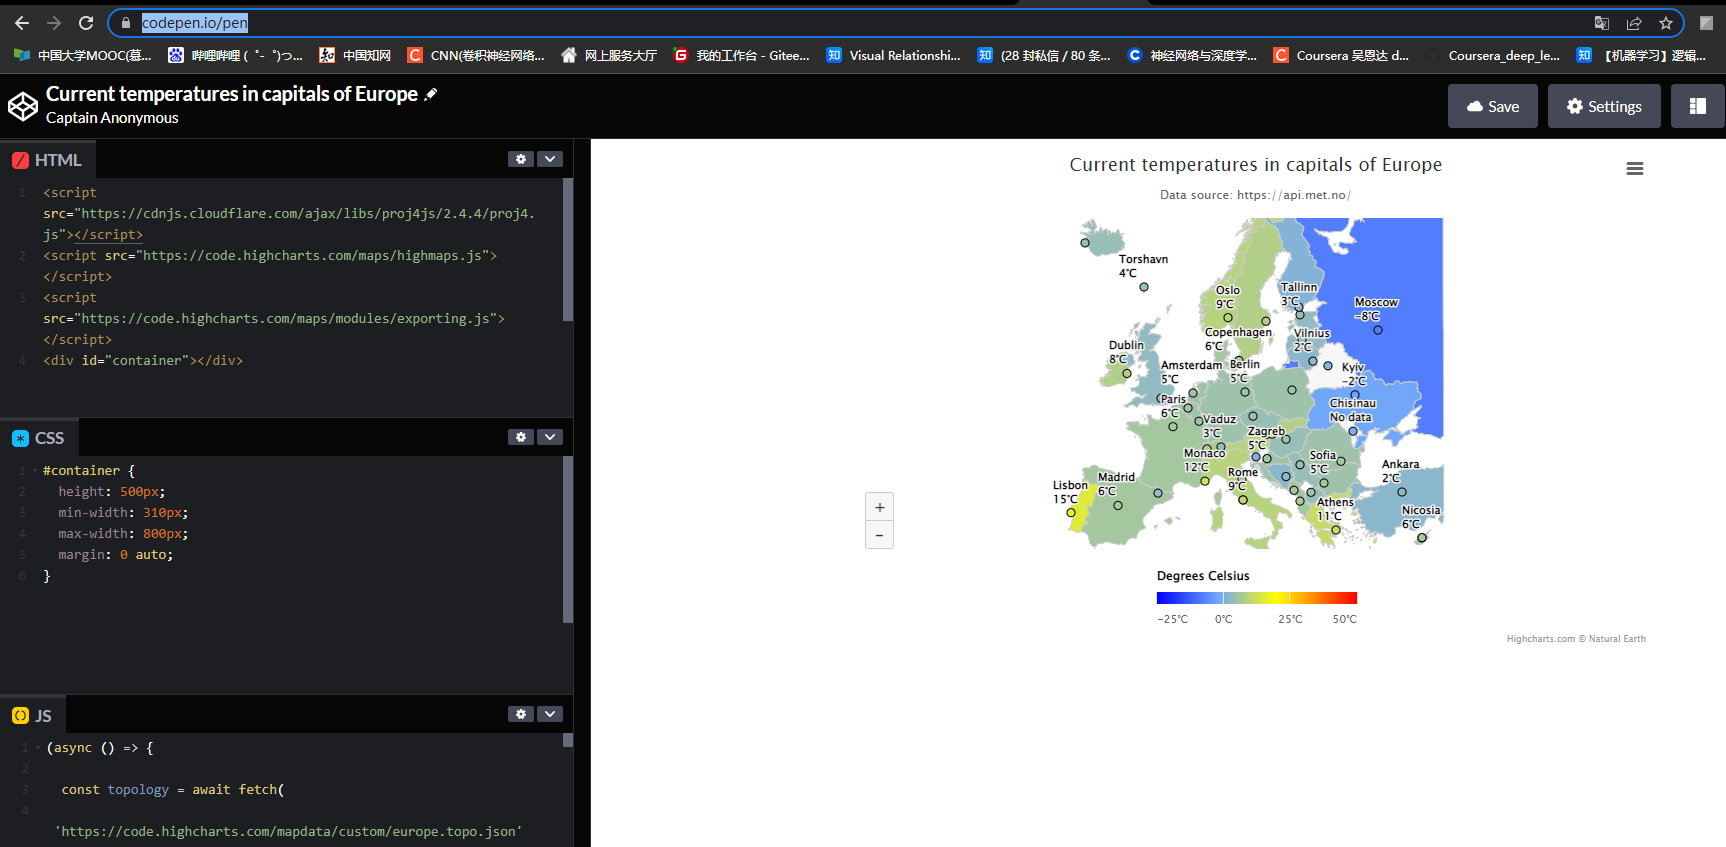 codepen.io/pen
中国大学MOOC(慕...
哔哩哔哩 (゜-゜)つ...
中国知网
CNN(卷积神经网络...
网上服务大厅
我的工作台 - Gitee...
Visual Relationshi...
(28 封私信 / 80 条...
神经网络与深度学...
Coursera 吴恩达 d...
Coursera_deep_le...
【机器学习】逻辑...
Current temperatures in capitals of Europe
Captain Anonymous
Save
Settings
HTML
1 <script
src="https://cdnjs.cloudflare.com/ajax/libs/proj4js/2.4.4/proj4.
js"></script>
2 <script src="https://code.highcharts.com/maps/highmaps.js">
</script>
3 <script
src="https://code.highcharts.com/maps/modules/exporting.js">
</script>
4 <div id="container"></div>
CSS
1 #container {
2 height: 500px;
3 min-width: 310px;
4 max-width: 800px;
5 margin: 0 auto;
6 }
JS
1 (async () => {
2
3 const topology = await fetch(
4
'https://code.highcharts.com/mapdata/custom/europe.topo.json'
Current temperatures in capitals of Europe
Data source: https://api.met.no/
Torshavn
4°C
Oslo
9°C
Tallinn
3°C
Moscow
-8°C
Copenhagen
6°C
Vilnius
2°C
Dublin
8°C
Amsterdam
5°C
Berlin
5°C
Kyiv
-2°C
Paris
6°C
Chisinau
No data
Vaduz
3°C
Zagreb
5°C
Monaco
12°C
Sofia
5°C
Rome
9°C
Ankara
2°C
Madrid
6°C
Lisbon
15°C
Athens
11°C
Nicosia
6°C
+
−
Degrees Celsius
-25°C
0°C
25°C
50°C
Highcharts.com © Natural Earth